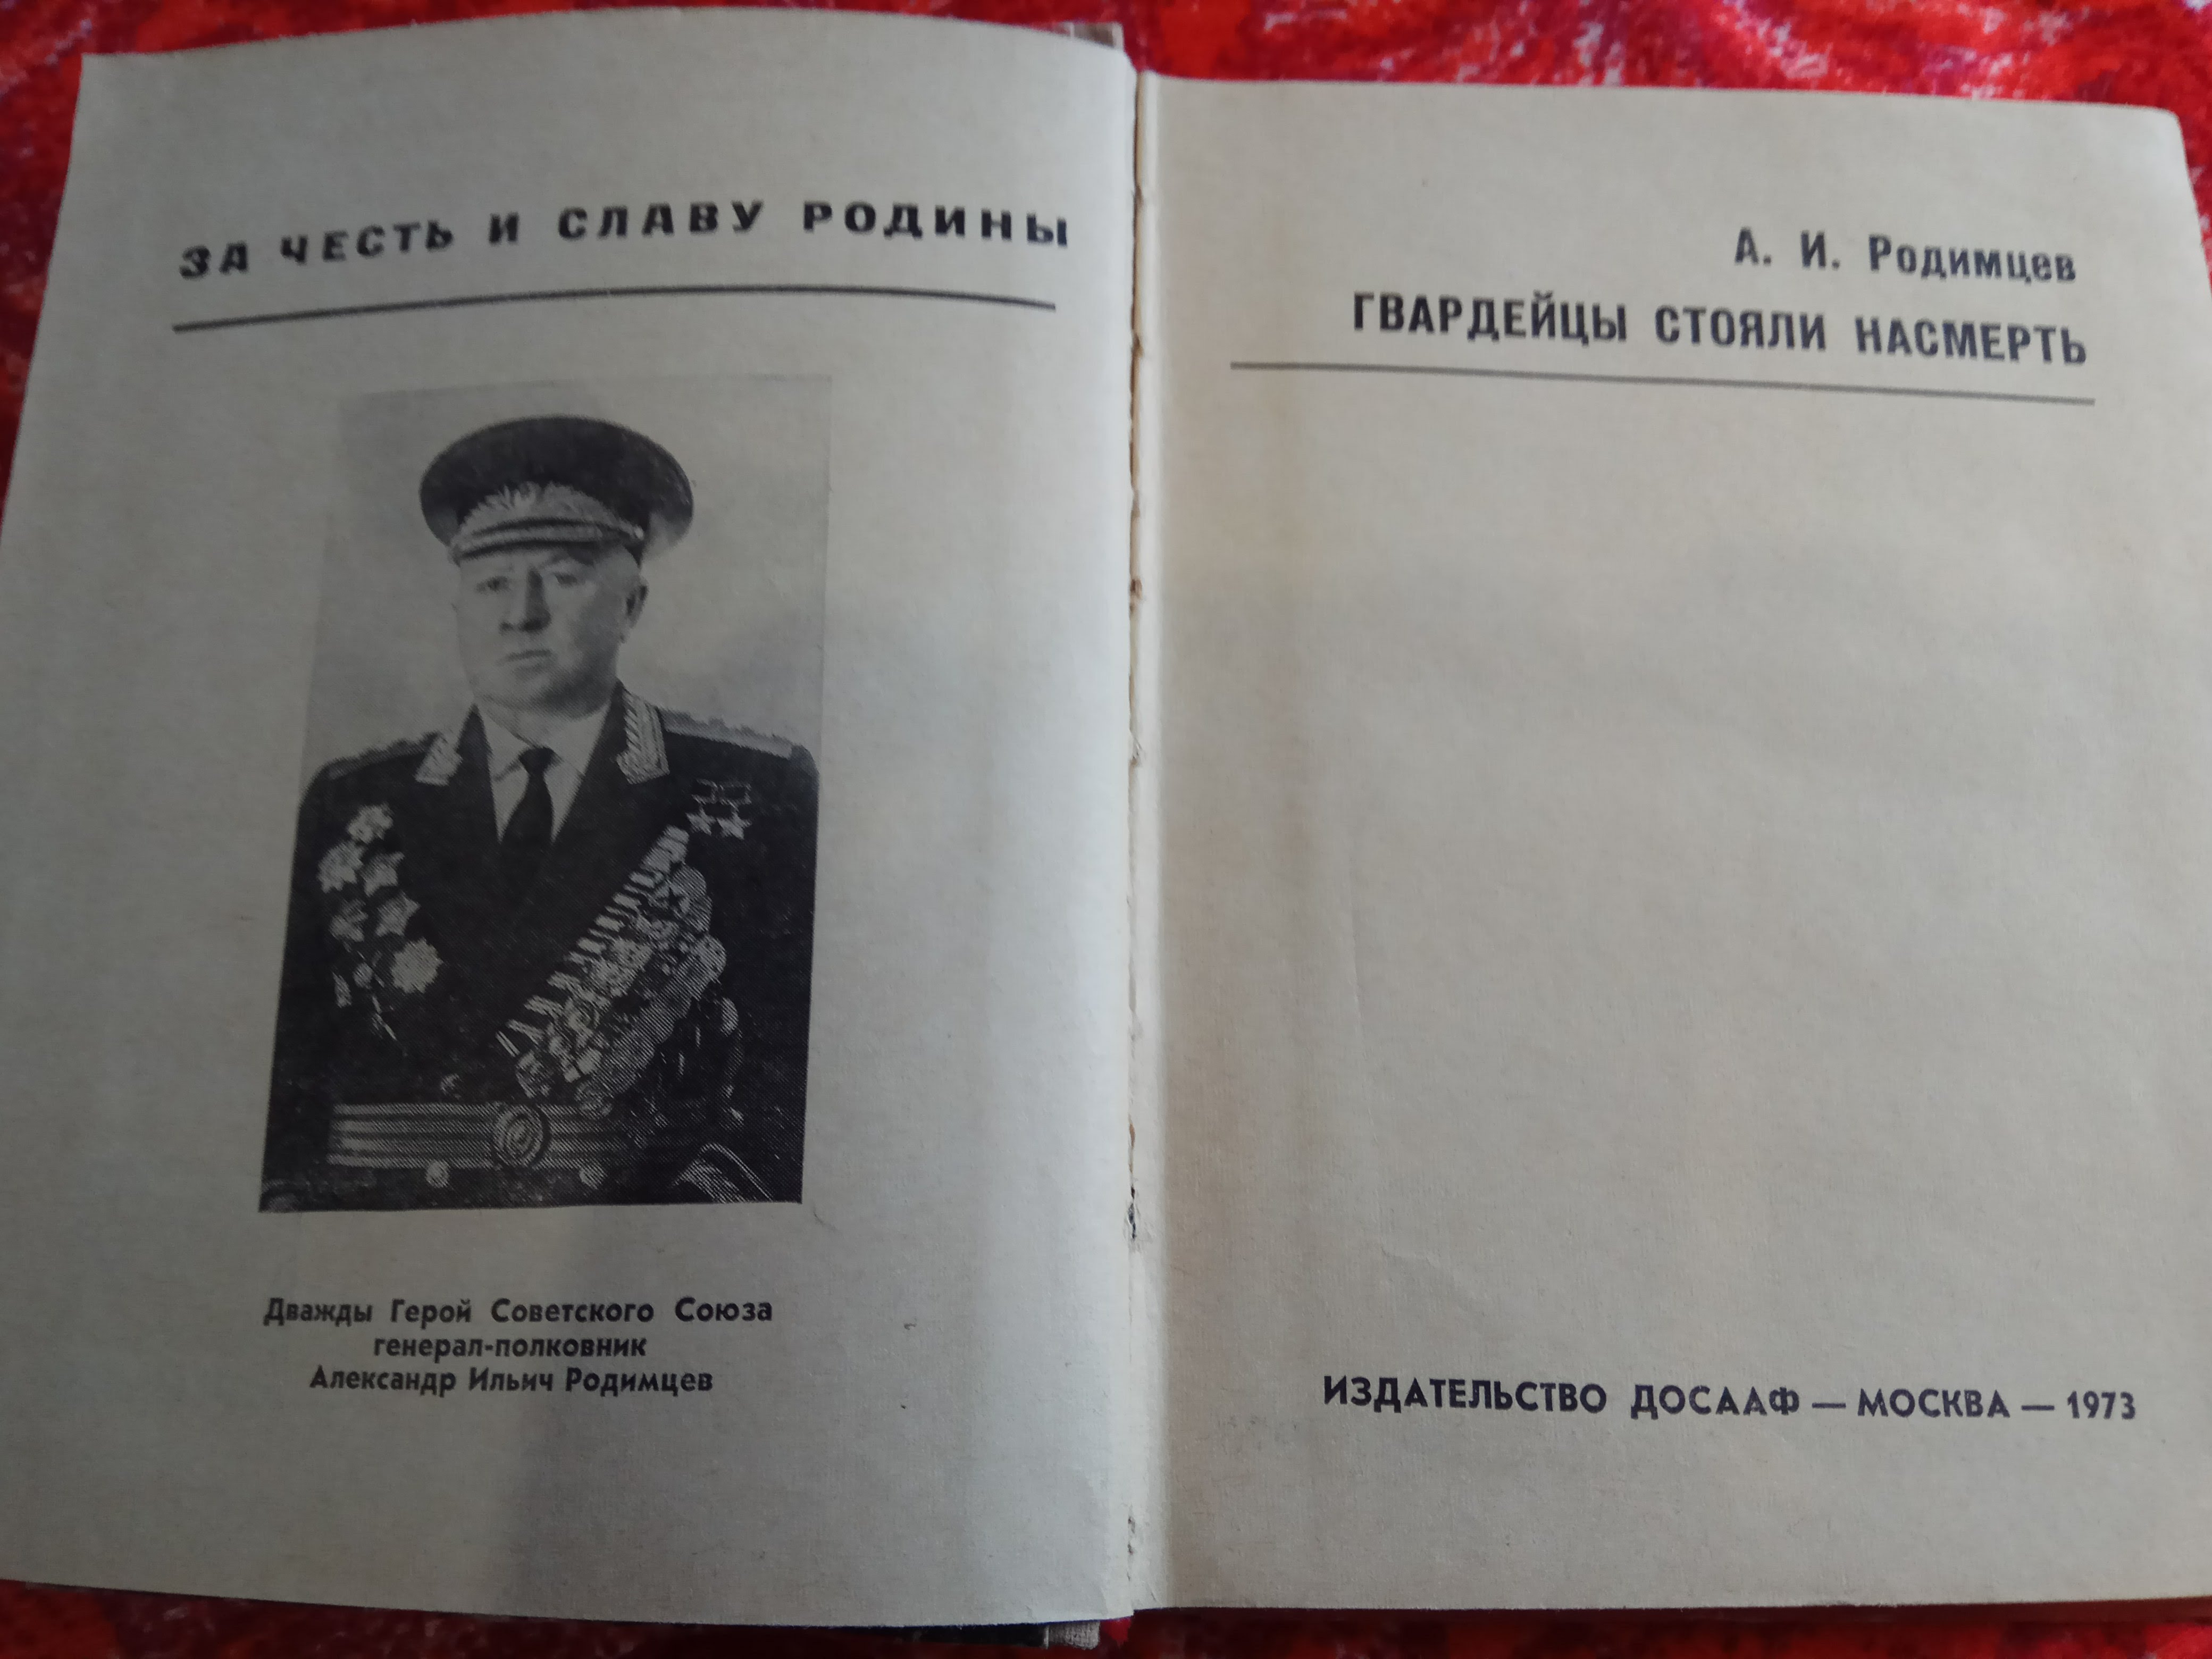 ЗА ЧЕСТЬ И СЛАВУ РОДИНЫ
Дважды Герой Советского Союза
генерал-полковник
Александр Ильич Родимцев
А. И. Родимцев
ГВАРДЕЙЦЫ СТОЯЛИ НАСМЕРТЬ
ИЗДАТЕЛЬСТВО ДОСААФ — МОСКВА — 1973